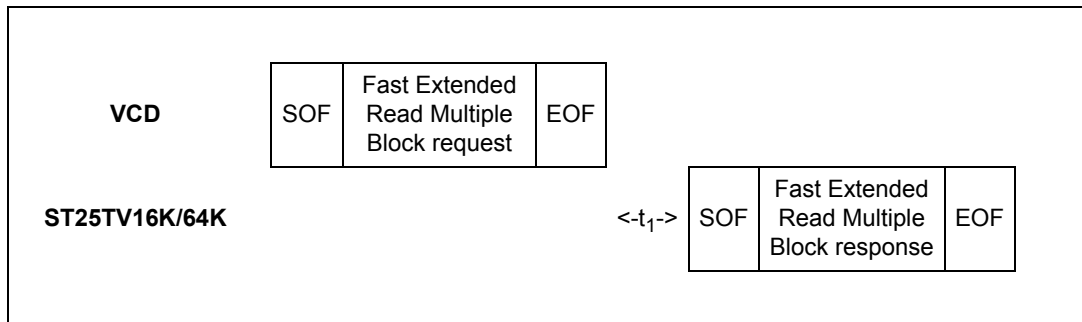 VCD
SOF
Fast Extended
Read Multiple
Block request
EOF
ST25TV16K/64K
<-t1->
SOF
Fast Extended
Read Multiple
Block response
EOF